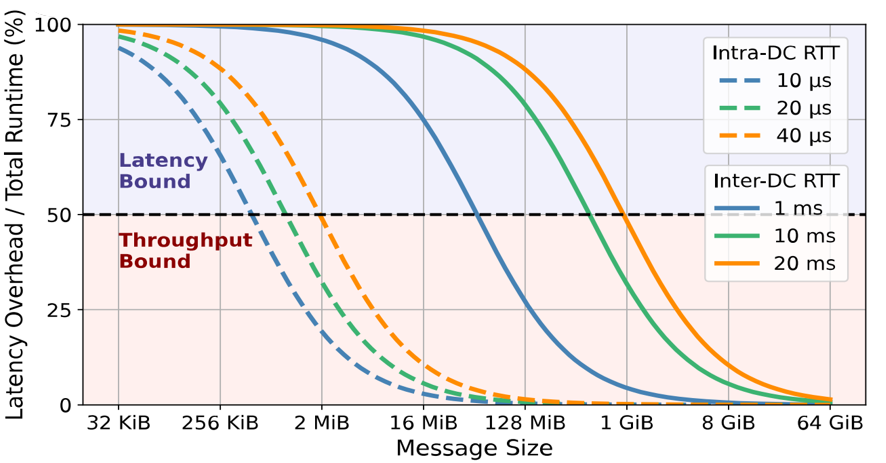 Latency Overhead / Total Runtime (%)
100
75
50
25
0
Latency
Bound
Throughput
Bound
Intra-DC RTT
10 µs
20 µs
40 µs
Inter-DC RTT
1 ms
10 ms
20 ms
32 KiB 256 KiB 2 MiB 16 MiB 128 MiB 1 GiB 8 GiB 64 GiB
Message Size